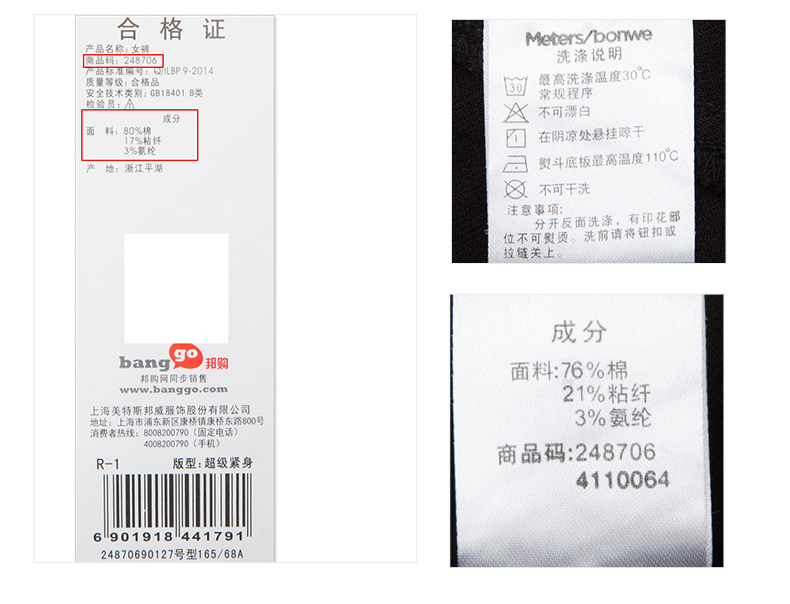 合格证
产品名称：女裤
商品码：248706
产品标准编号：Q/ILBP 9-2014
质量等级：合格品
安全技术类别：GB18401 B类
检验员：
成分
面 料：80%棉
17%粘纤
3%氨纶
产 地：浙江平湖
banggo 邦购
邦购网同步销售
www.banggo.com
上海美特斯邦威服饰股份有限公司
地址：上海市浦东新区康桥镇康桥东路800号
消费者热线：8008200790（固定电话）
4008200790（手机）
R-1 版型：超级紧身
6 901918 441791
24870690127号型165/68A
Meters/bonwe
洗涤说明
30 最高洗涤温度30℃
常规程序
不可漂白
在阴凉处悬挂晾干
熨斗底板最高温度110℃
不可干洗
注意事项：
分开反面洗涤，有印花部
位不可熨烫。洗前请将钮扣或
拉链关上。
成分
面料:76%棉
21%粘纤
3%氨纶
商品码:248706
4110064